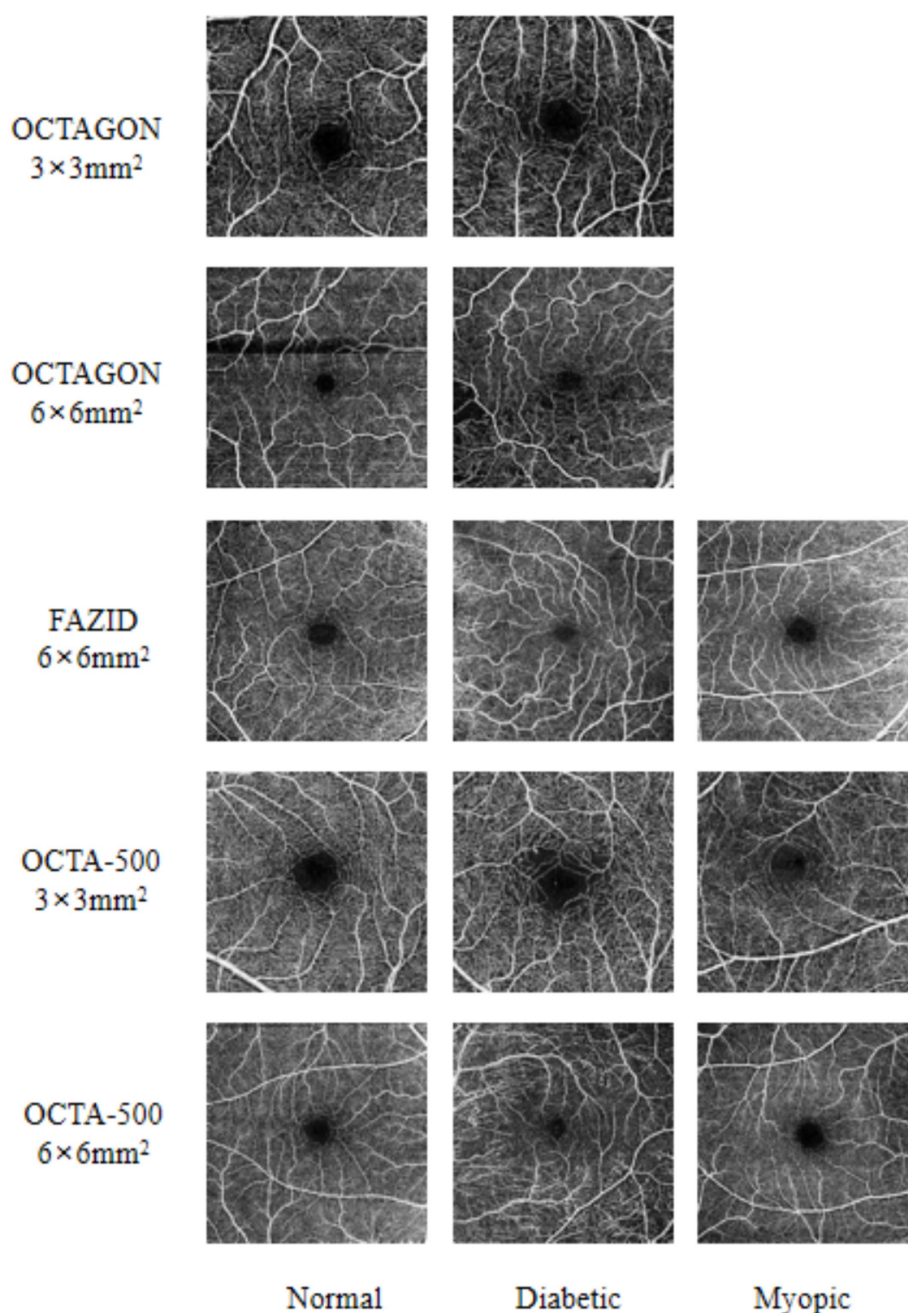 OCTAGON
3×3mm²
OCTAGON
6×6mm²
FAZID
6×6mm²
OCTA-500
3×3mm²
OCTA-500
6×6mm²
Normal Diabetic Myopic